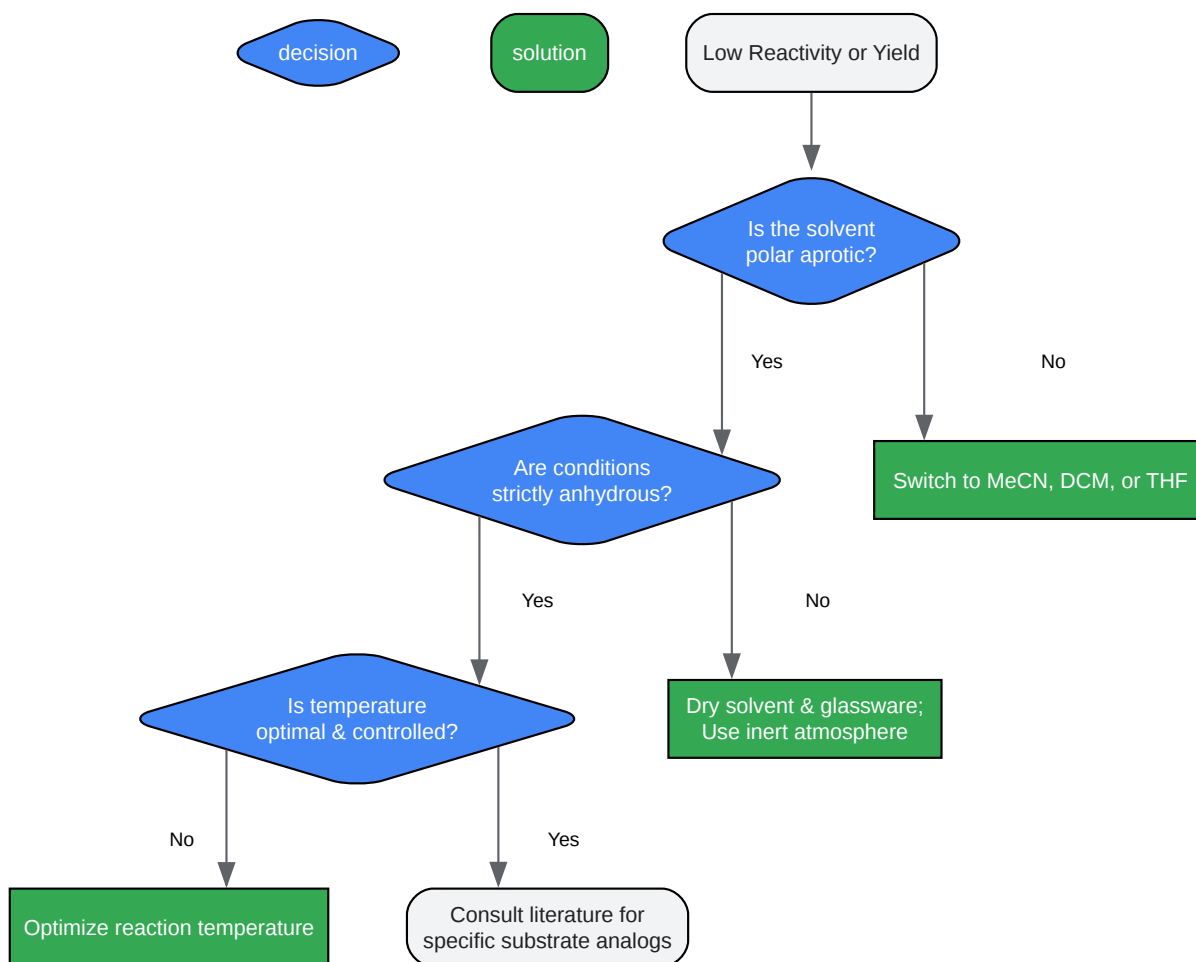 decision
solution
Low Reactivity or Yield
Is the solvent
polar aprotic?
Yes
No
Are conditions
strictly anhydrous?
Switch to MeCN, DCM, or THF
Yes
No
Is temperature
optimal & controlled?
Dry solvent & glassware;
Use inert atmosphere
No
Yes
Optimize reaction temperature
Consult literature for
specific substrate analogs